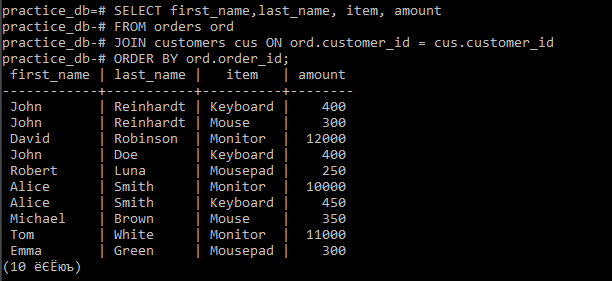 practice_db=# SELECT first_name,last_name, item, amount
practice_db-# FROM orders ord
practice_db-# JOIN customers cus ON ord.customer_id = cus.customer_id
practice_db-# ORDER BY ord.order_id;
 first_name | last_name |   item   | amount
------------+-----------+----------+--------
 John       | Reinhardt | Keyboard |    400
 John       | Reinhardt | Mouse    |    300
 David      | Robinson  | Monitor  |  12000
 John       | Doe       | Keyboard |    400
 Robert     | Luna      | Mousepad |    250
 Alice      | Smith     | Monitor  |  10000
 Alice      | Smith     | Keyboard |    450
 Michael    | Brown     | Mouse    |    350
 Tom        | White     | Monitor  |  11000
 Emma       | Green     | Mousepad |    300
(10 ёЄЁюъ)